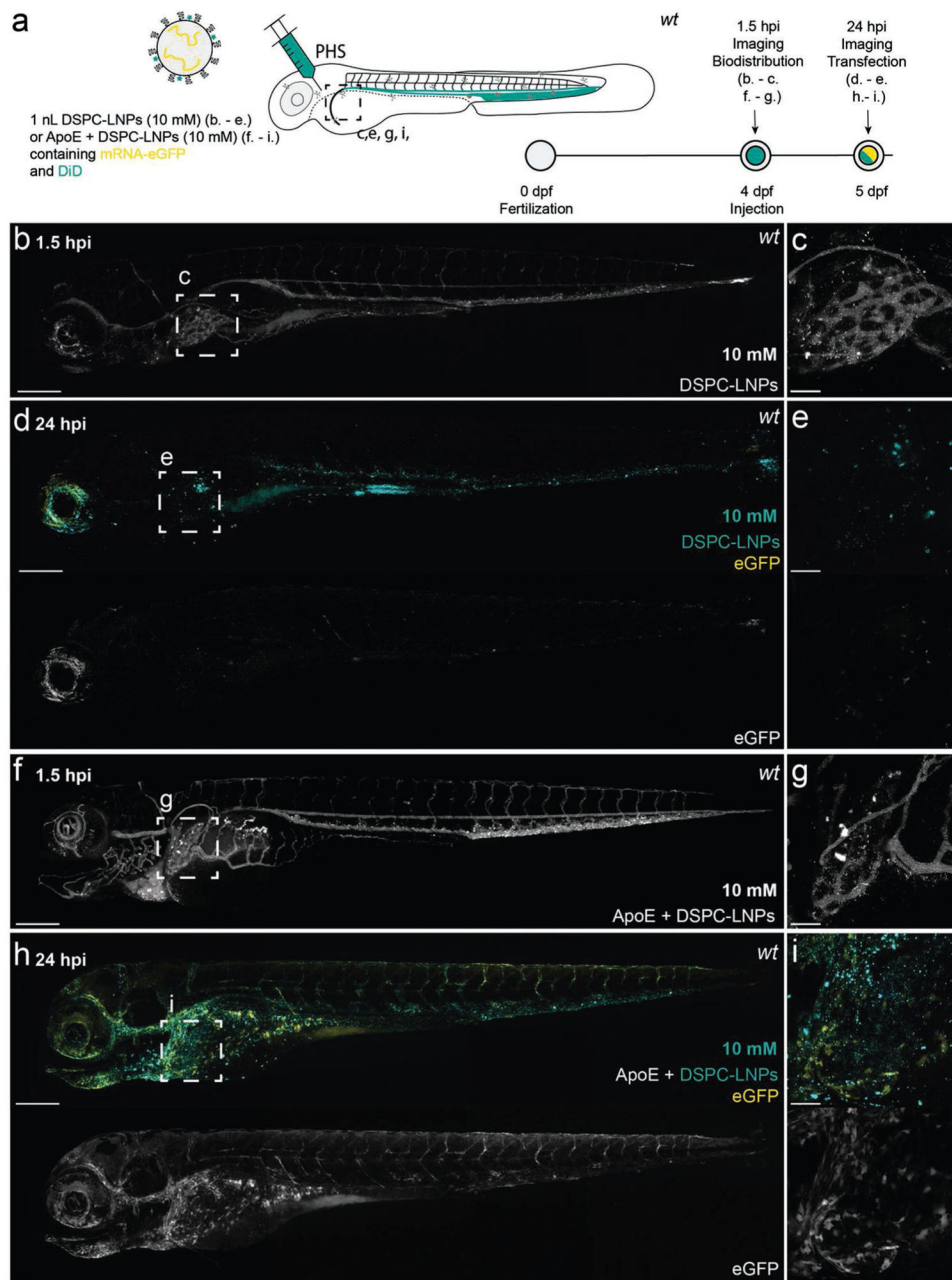 a
PHS
wt
1 nL DSPC-LNPs (10 mM) (b. - e.)
or ApoE + DSPC-LNPs (10 mM) (f. - i.)
containing mRNA-eGFP
and DiD
c,e, g, i,
1.5 hpi
Imaging
Biodistribution
(b. - c.
f. - g.)
24 hpi
Imaging
Transfection
(d. - e.
h.- i.)
0 dpf
Fertilization
4 dpf
Injection
5 dpf
b 1.5 hpi
wt
c
10 mM
DSPC-LNPs
c
d 24 hpi
wt
e
10 mM
DSPC-LNPs
eGFP
eGFP
e
f 1.5 hpi
wt
g
10 mM
ApoE + DSPC-LNPs
g
h 24 hpi
wt
i
10 mM
ApoE + DSPC-LNPs
eGFP
eGFP
i